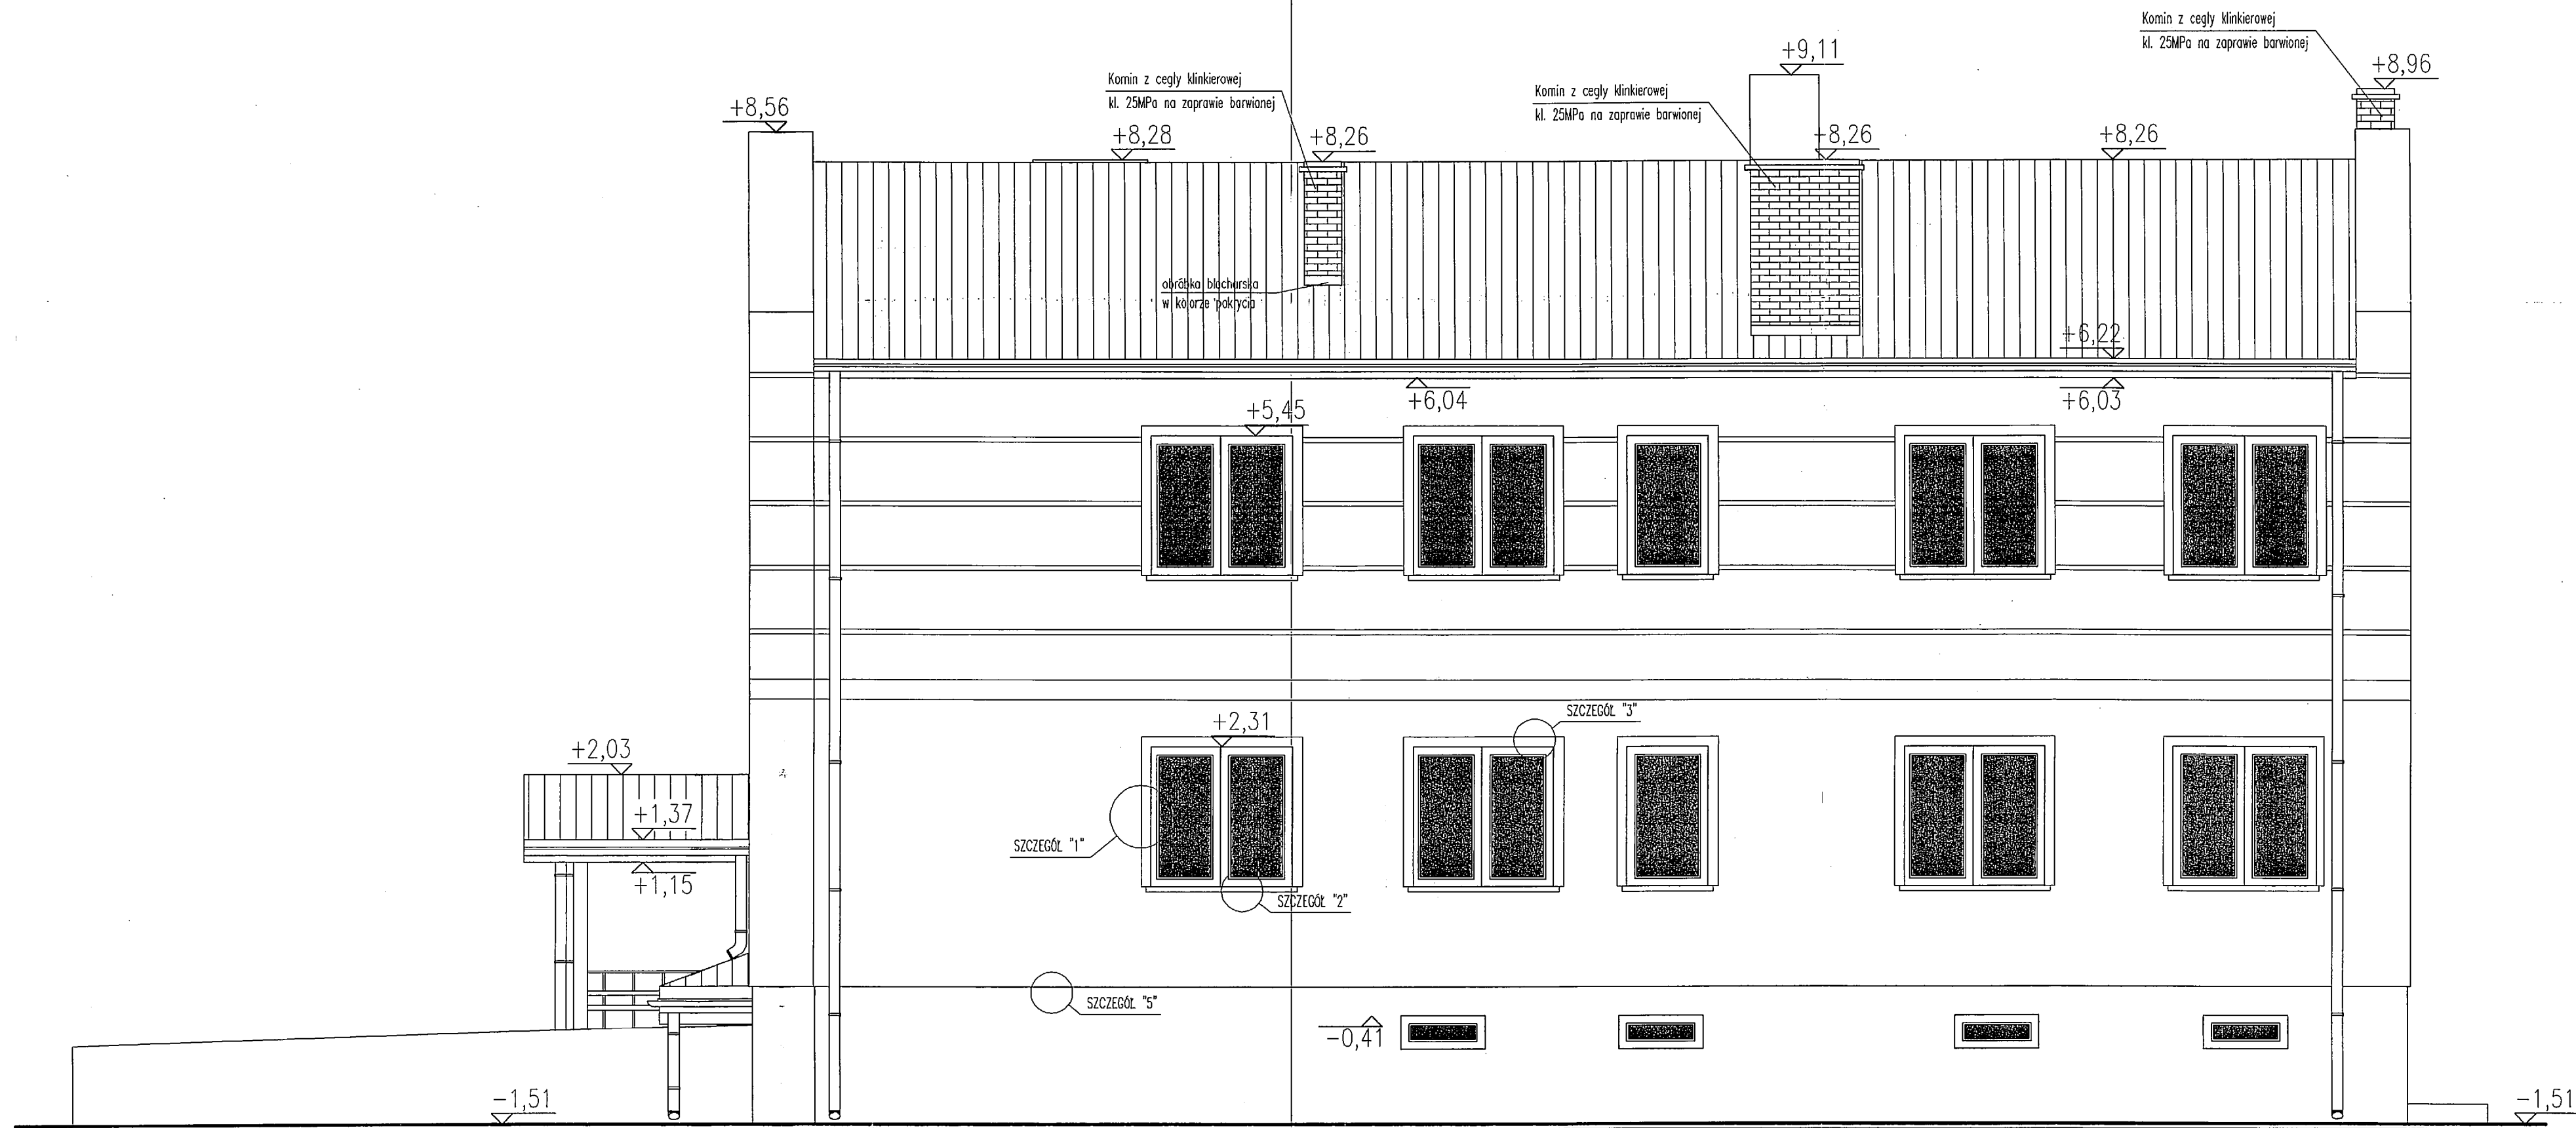 Komin z cegly klinkierowej
kl. 25MPa na zaprawie barwionej
+9,11
+8,96
Komin z cegly klinkierowej
kl. 25MPa na zaprawie barwionej
Komin z cegly klinkierowej
kl. 25MPa na zaprawie barwionej
+8,56
+8,28
+8,26
+8,26
+8,26
obróbka blacharska
w kolorze pokrycia
+6,22
+6,04
+6,03
+5,45
SZCZEGÓŁ "3"
+2,31
+2,03
+1,37
SZCZEGÓŁ "1"
+1,15
SZCZEGÓŁ "2"
SZCZEGÓŁ "5"
-0,41
-1,51
-1,51